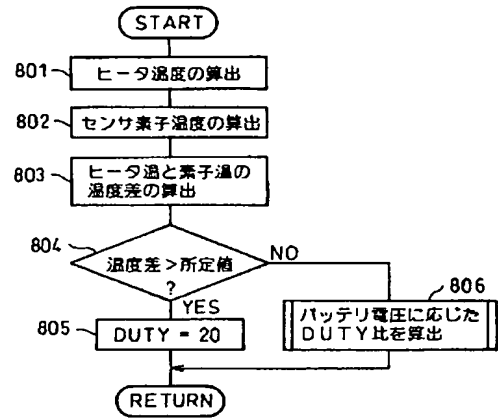 START
801
ヒータ温度の算出
802
センサ素子温度の算出
803
ヒータ温と素子温の
温度差の算出
804
温度差>所定値
?
NO
YES
805
DUTY = 20
806
バッテリ電圧に応じた
DUTY比を算出
RETURN